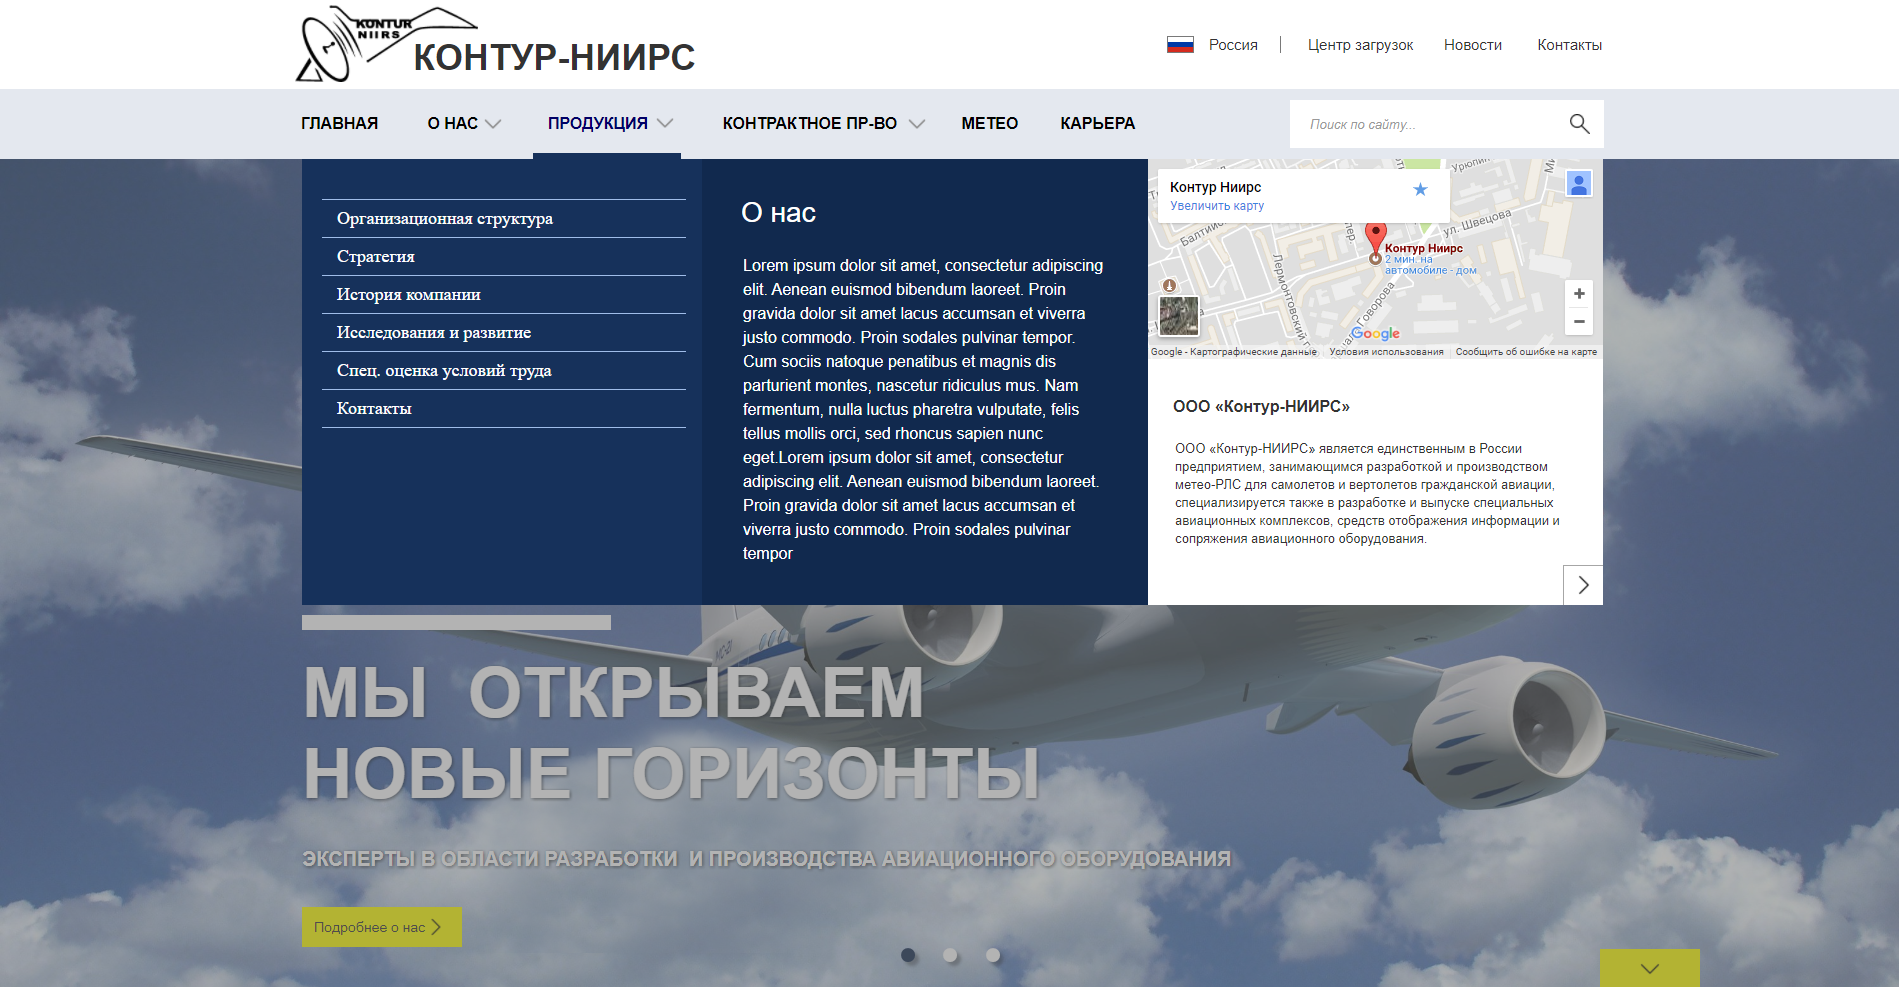 KONTUR
NIIRS
КОНТУР-НИИРС
Россия
Центр загрузок
Новости
Контакты
ГЛАВНАЯ
О НАС
ПРОДУКЦИЯ
КОНТРАКТНОЕ ПР-ВО
МЕТЕО
КАРЬЕРА
Поиск по сайту...
Организационная структура
Стратегия
История компании
Исследования и развитие
Спец. оценка условий труда
Контакты
О нас
Lorem ipsum dolor sit amet, consectetur adipiscing
elit. Aenean euismod bibendum laoreet. Proin
gravida dolor sit amet lacus accumsan et viverra
justo commodo. Proin sodales pulvinar tempor.
Cum sociis natoque penatibus et magnis dis
parturient montes, nascetur ridiculus mus. Nam
fermentum, nulla luctus pharetra vulputate, felis
tellus mollis orci, sed rhoncus sapien nunc
eget.Lorem ipsum dolor sit amet, consectetur
adipiscing elit. Aenean euismod bibendum laoreet.
Proin gravida dolor sit amet lacus accumsan et
viverra justo commodo. Proin sodales pulvinar
tempor
Контур Ниирс
Увеличить карту
ул. Швецова
Контур Ниирс
2 мин. на
автомобиле - дом
Лермонтовский
Говорова
Google
Google - Картографические данные
Условия использования
Сообщить об ошибке на карте
ООО «Контур-НИИРС»
ООО «Контур-НИИРС» является единственным в России
предприятием, занимающимся разработкой и производством
метео-РЛС для самолетов и вертолетов гражданской авиации,
специализируется также в разработке и выпуске специальных
авиационных комплексов, средств отображения информации и
сопряжения авиационного оборудования.
МЫ ОТКРЫВАЕМ
НОВЫЕ ГОРИЗОНТЫ
ЭКСПЕРТЫ В ОБЛАСТИ РАЗРАБОТКИ И ПРОИЗВОДСТВА АВИАЦИОННОГО ОБОРУДОВАНИЯ
Подробнее о нас